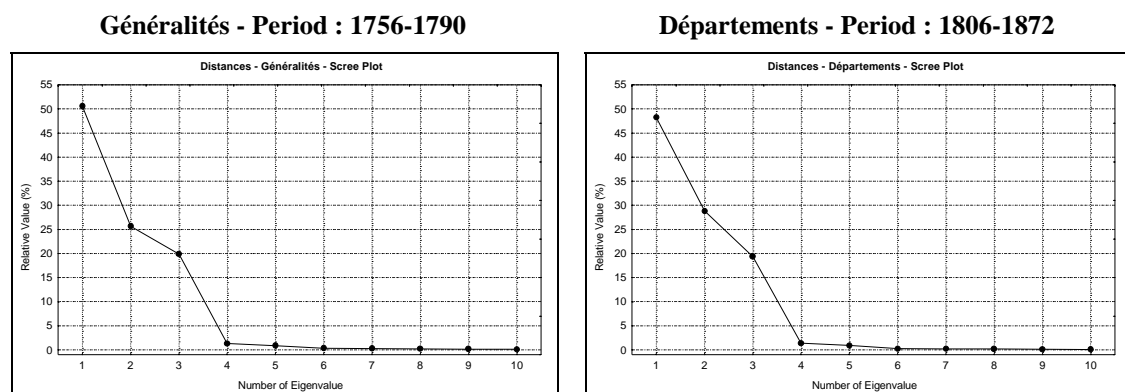 Généralités - Period : 1756-1790
Départements - Period : 1806-1872
Distances - Généralités - Scree Plot
Relative Value (%)
55
50
45
40
35
30
25
20
15
10
5
0
1 2 3 4 5 6 7 8 9 10
Number of Eigenvalue
Distances - Départements - Scree Plot
Relative Value (%)
55
50
45
40
35
30
25
20
15
10
5
0
1 2 3 4 5 6 7 8 9 10
Number of Eigenvalue